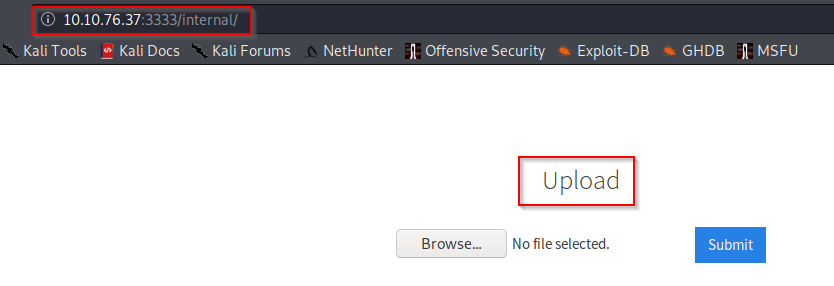 10.10.76.37:3333/internal/
Kali Tools Kali Docs Kali Forums NetHunter Offensive Security Exploit-DB GHDB MSFU
Upload
Browse... No file selected. Submit